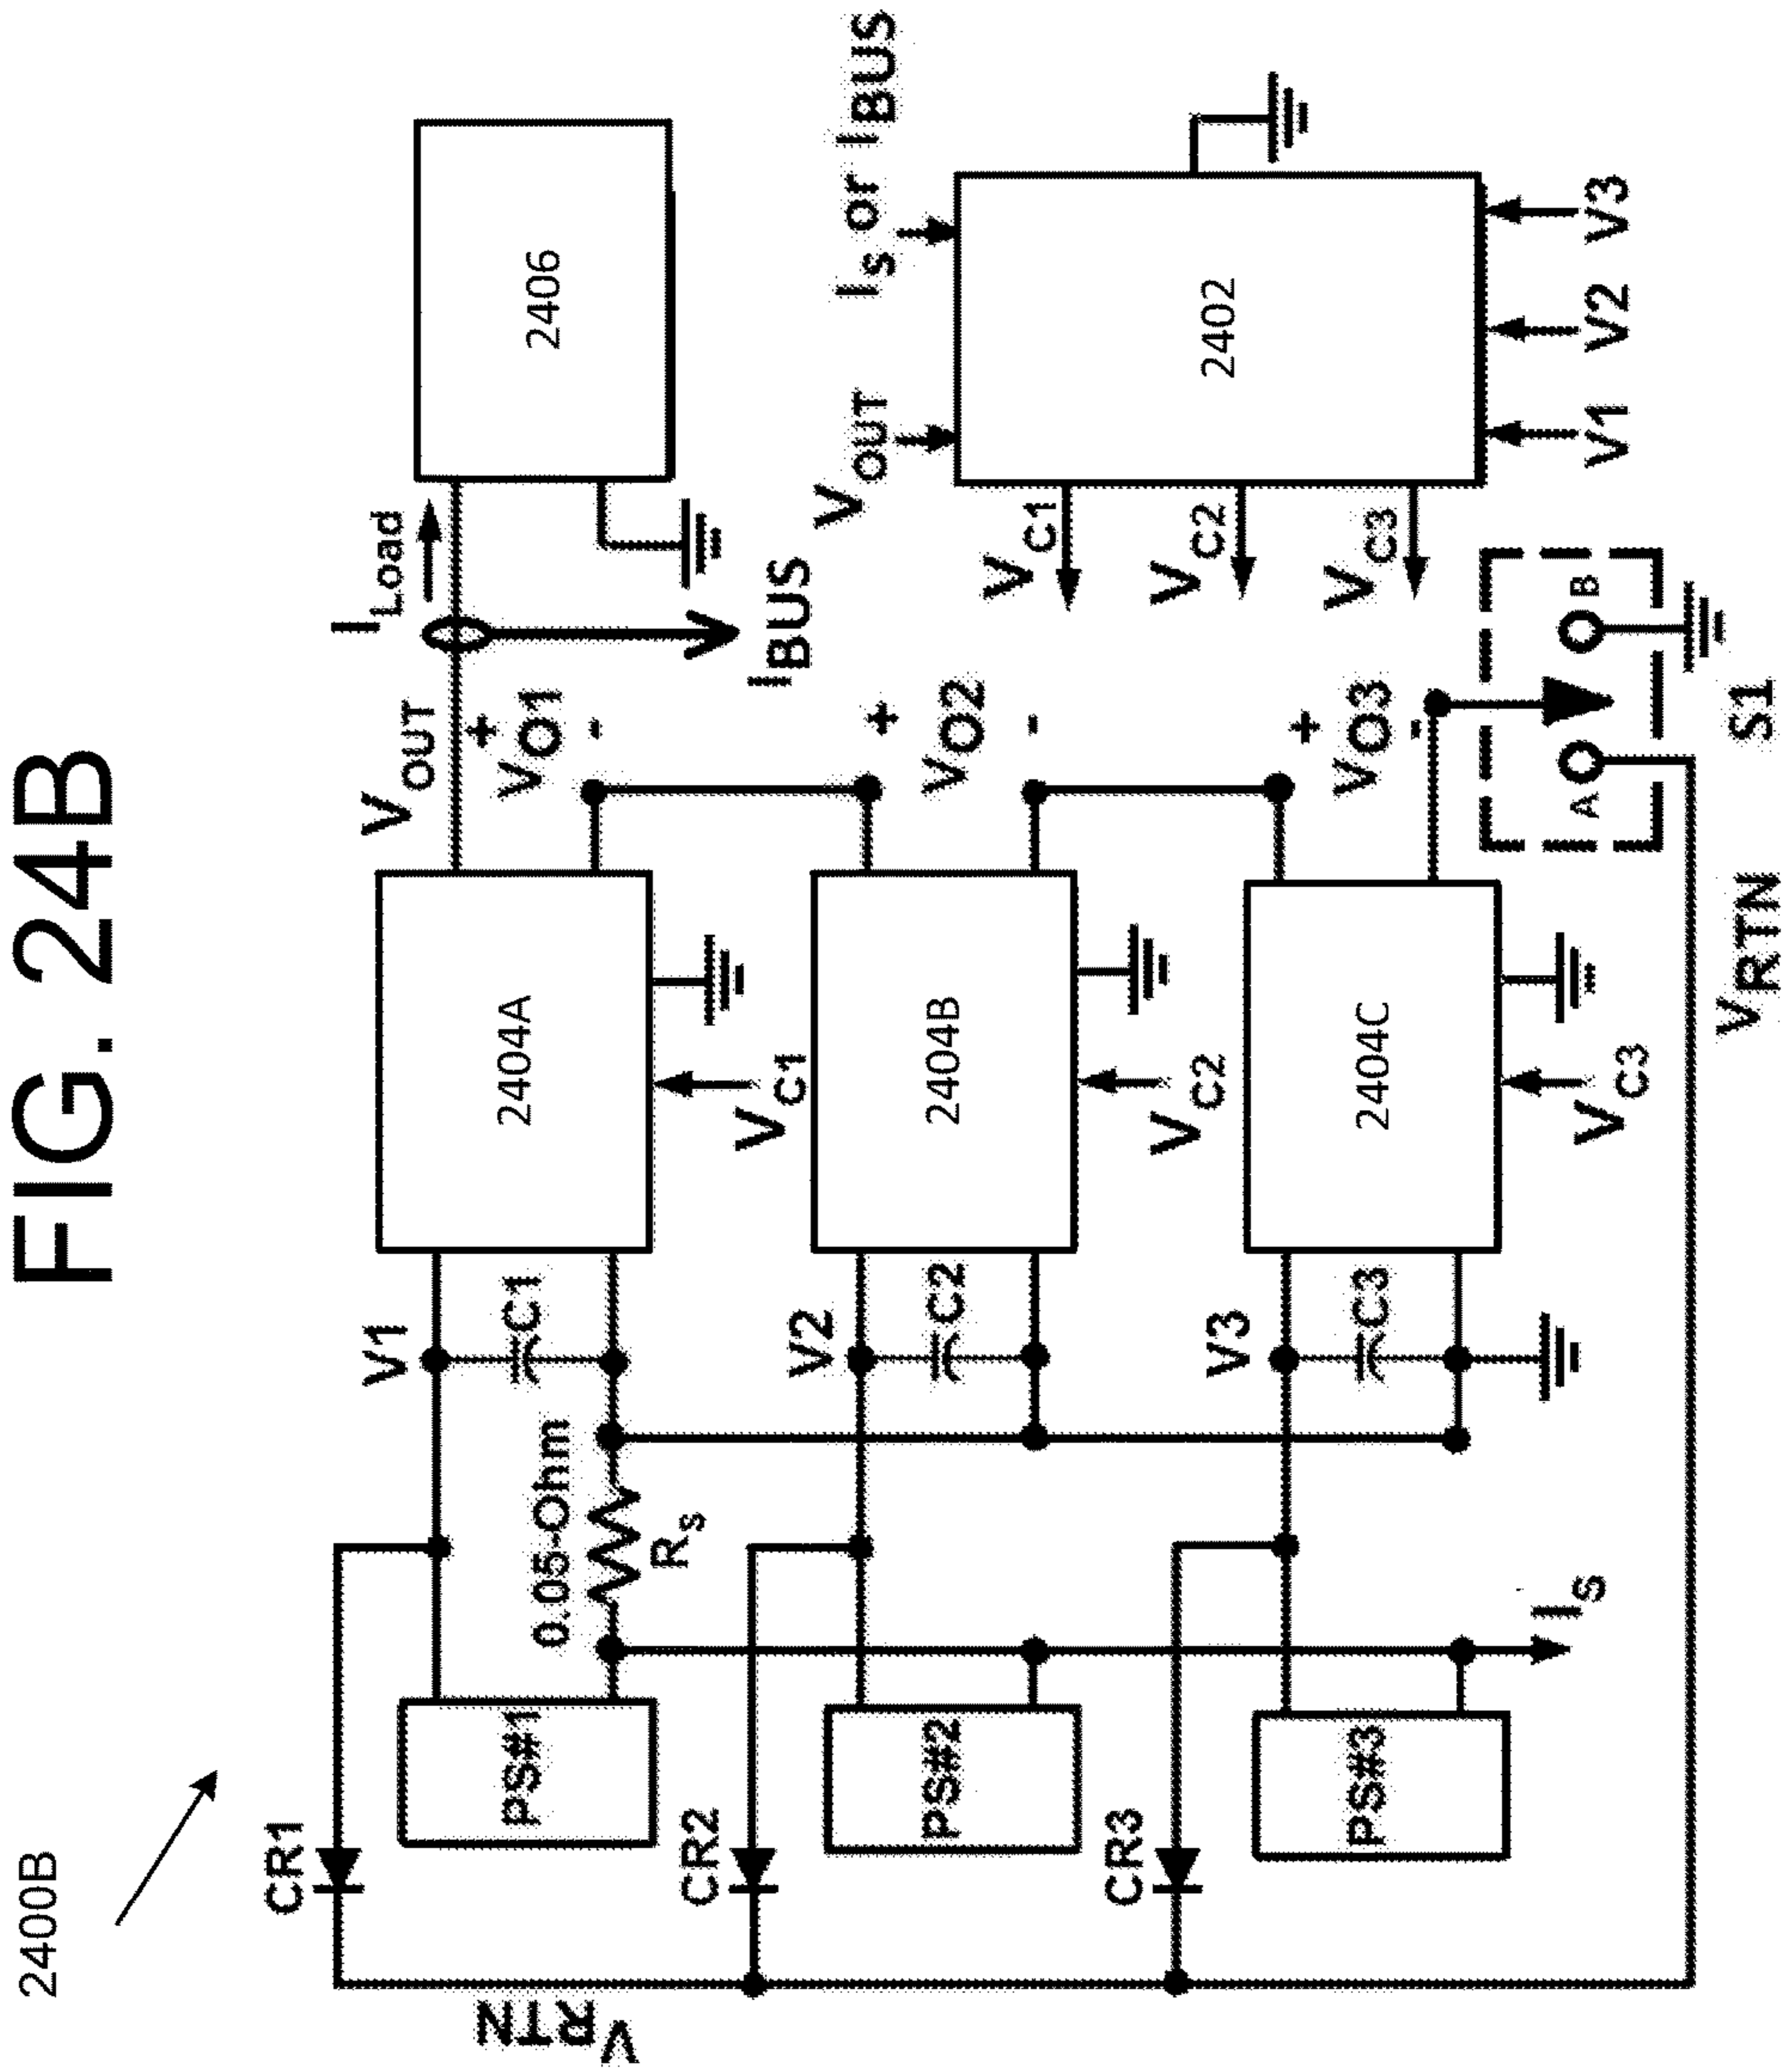 FIG. 24B
2400B
CR1
V1
C1
0.05-Ohm
Rs
PS#1
2404A
VC1
VOUT
ILoad
+
VO1
-
IBUS
2406
VRTN
CR2
V2
C2
PS#2
2404B
VC2
+
VO2
-
VOUT
IS or IBUS
2402
VC1
VC2
VC3
V1
V2
V3
CR3
V3
C3
PS#3
2404C
VC3
+
VO3
-
IS
A
B
S1
VRTN